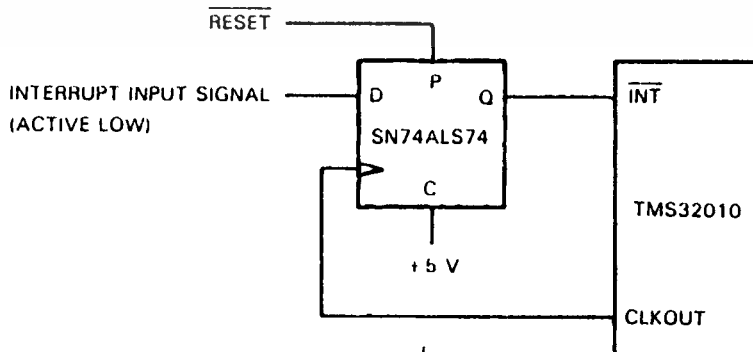 RESET
INTERRUPT INPUT SIGNAL
(ACTIVE LOW)
P
D
Q
SN74ALS74
C
+5 V
INT
TMS32010
CLKOUT